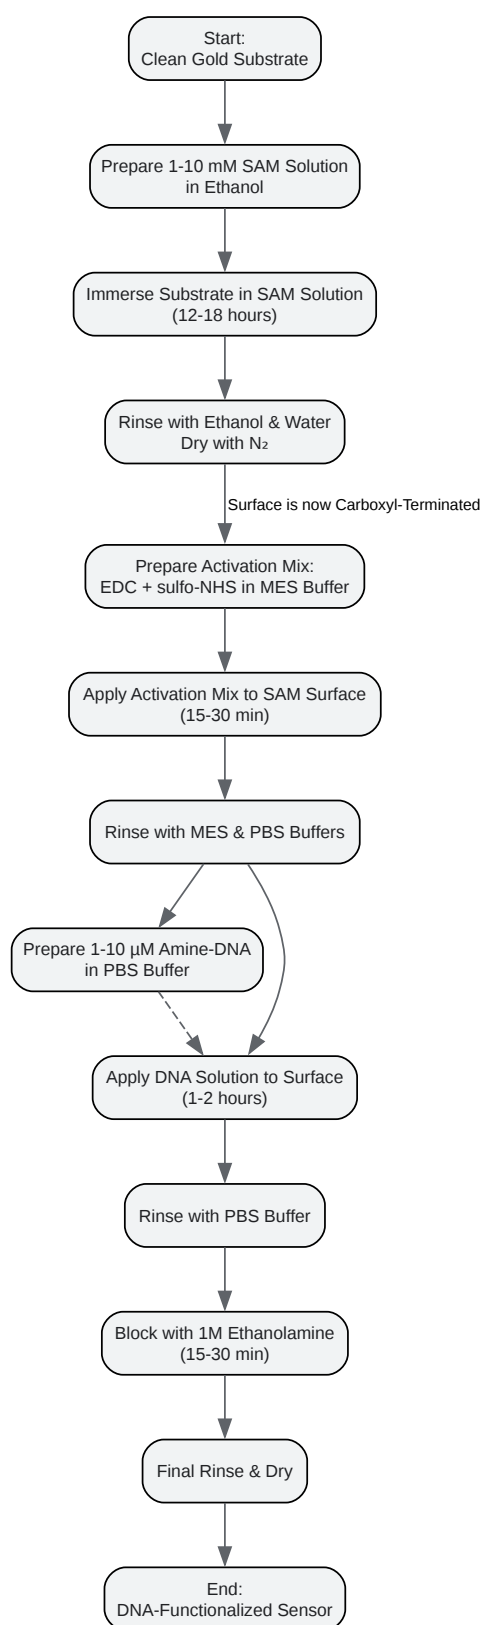 Start:
Clean Gold Substrate
Prepare 1-10 mM SAM Solution
in Ethanol
Immerse Substrate in SAM Solution
(12-18 hours)
Rinse with Ethanol & Water
Dry with N₂
Surface is now Carboxyl-Terminated
Prepare Activation Mix:
EDC + sulfo-NHS in MES Buffer
Apply Activation Mix to SAM Surface
(15-30 min)
Rinse with MES & PBS Buffers
Prepare 1-10 µM Amine-DNA
in PBS Buffer
Apply DNA Solution to Surface
(1-2 hours)
Rinse with PBS Buffer
Block with 1M Ethanolamine
(15-30 min)
Final Rinse & Dry
End:
DNA-Functionalized Sensor